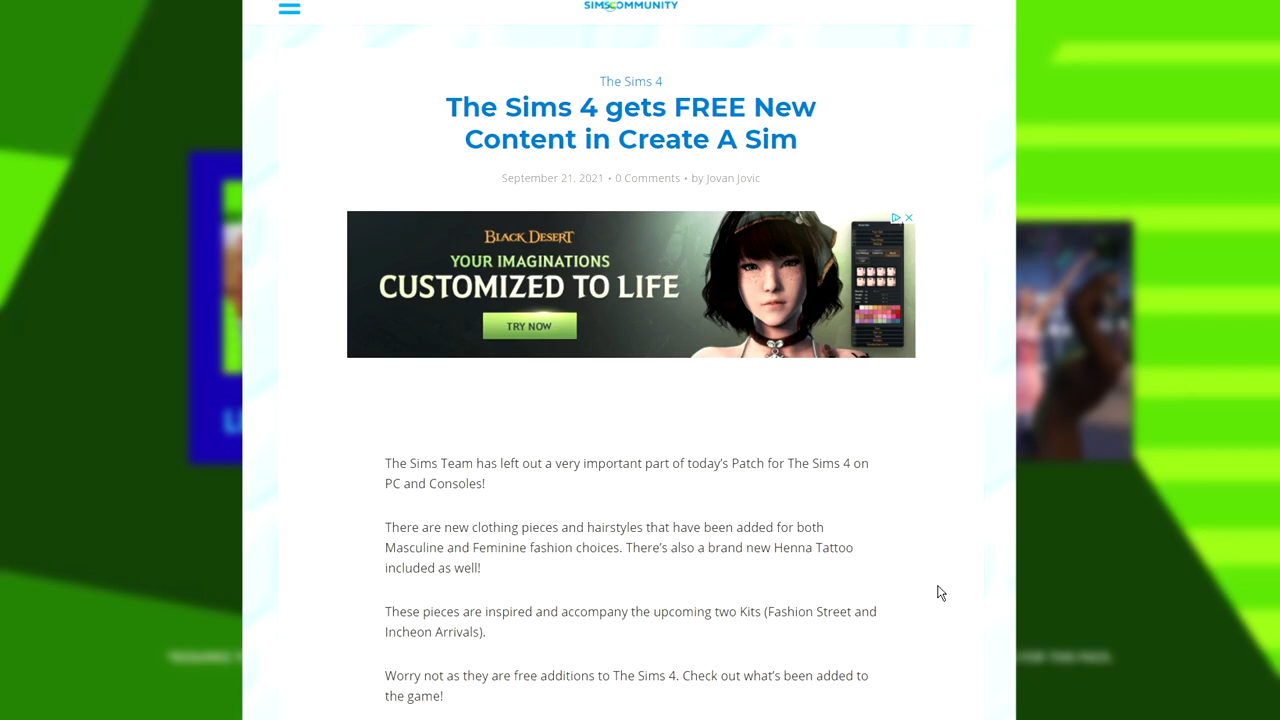 SIMSCOMMUNITY
The Sims 4
The Sims 4 gets FREE New
Content in Create A Sim
September 21, 2021 • 0 Comments • by Jovan Jovic
BLACK DESERT
YOUR IMAGINATIONS
CUSTOMIZED TO LIFE
TRY NOW
The Sims Team has left out a very important part of today’s Patch for The Sims 4 on
PC and Consoles!
There are new clothing pieces and hairstyles that have been added for both
Masculine and Feminine fashion choices. There’s also a brand new Henna Tattoo
included as well!
These pieces are inspired and accompany the upcoming two Kits (Fashion Street and
Incheon Arrivals).
Worry not as they are free additions to The Sims 4. Check out what’s been added to
the game!